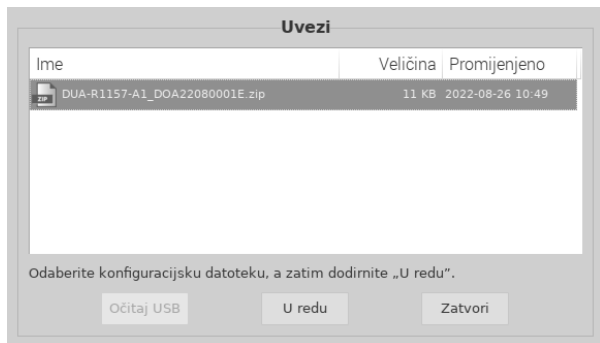 Uvezi
Ime Veličina Promijenjeno
ZIP DUA-R1157-A1_DOA22080001E.zip 11 KB 2022-08-26 10:49
Odaberite konfiguracijsku datoteku, a zatim dodirnite „U redu”.
Očitaj USB U redu Zatvori